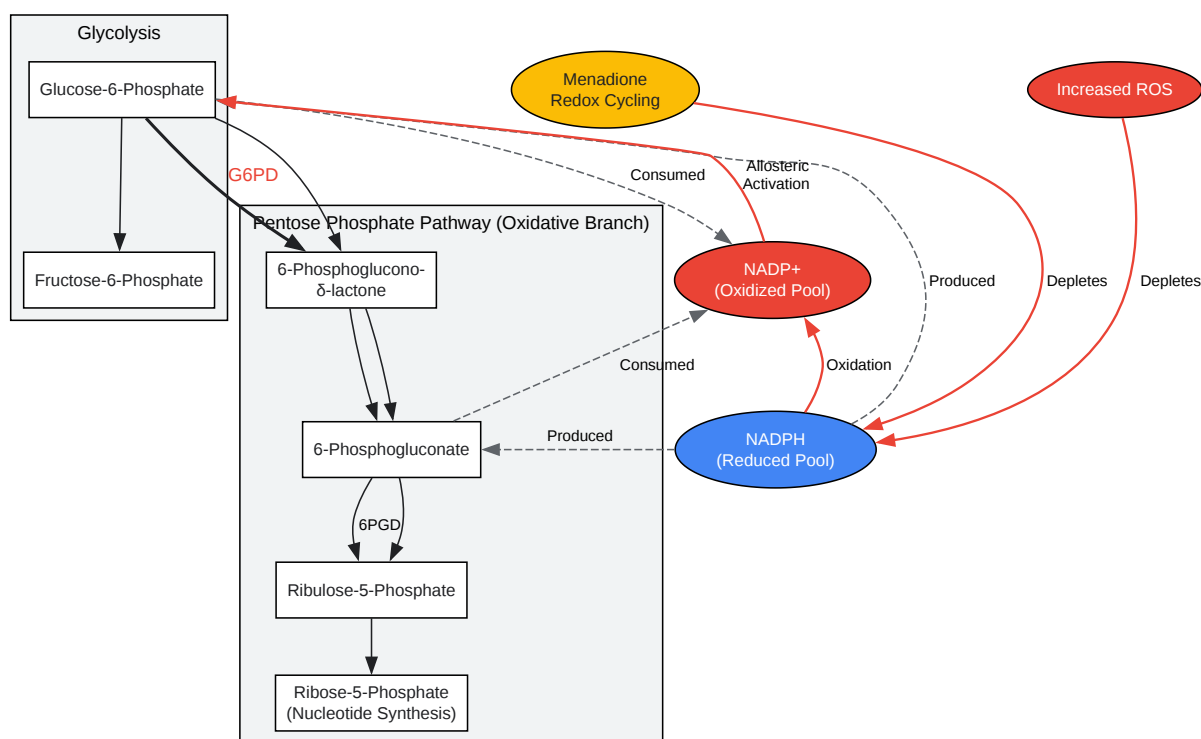 Glycolysis
Glucose-6-Phosphate
Menadione
Redox Cycling
Increased ROS
G6PD
Consumed
Allosteric
Activation
Pentose Phosphate Pathway (Oxidative Branch)
Fructose-6-Phosphate
6-Phosphoglucono-
δ-lactone
NADP+
(Oxidized Pool)
Produced
Depletes
Depletes
Consumed
Oxidation
6-Phosphogluconate
Produced
NADPH
(Reduced Pool)
6PGD
Ribulose-5-Phosphate
Ribose-5-Phosphate
(Nucleotide Synthesis)